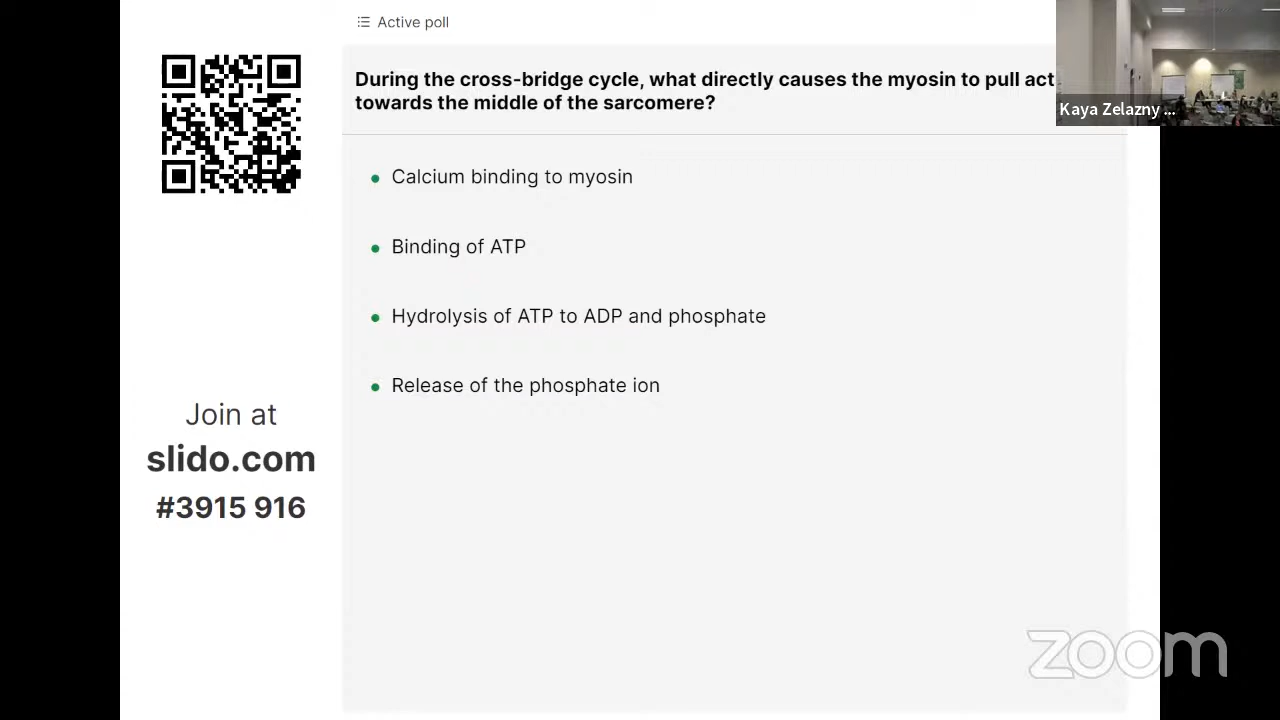 Active poll
During the cross-bridge cycle, what directly causes the myosin to pull act
towards the middle of the sarcomere?
Kaya Zelazny ...
Calcium binding to myosin
Binding of ATP
Hydrolysis of ATP to ADP and phosphate
Release of the phosphate ion
Join at
slido.com
#3915 916
zoom